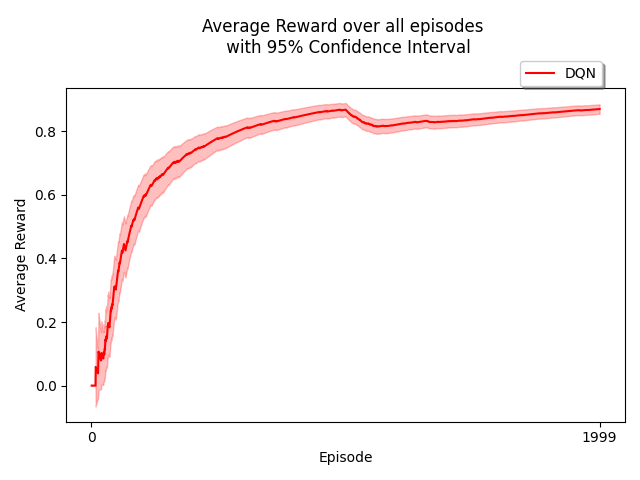 Average Reward over all episodes
with 95% Confidence Interval
DQN
0.8
0.6
0.4
0.2
0.0
Average Reward
0
1999
Episode